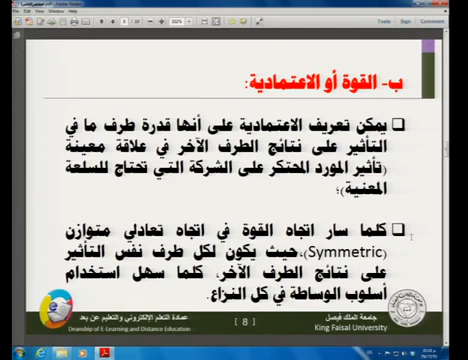 Tools Sign Comment
ب- القوة أو الاعتمادية:
يمكن تعريف الاعتمادية على أنها قدرة طرف ما في
التأثير على نتائج الطرف الآخر في علاقة معينة
(تأثير المورد المحتكر على الشركة التي تحتاج للسلعة
المعنية)؛
كلما سار اتجاه القوة في اتجاه تعادلي متوازن
(Symmetric)، حيث يكون لكل طرف نفس التأثير
على نتائج الطرف الآخر، كلما سهل استخدام
أسلوب الوساطة في كل النزاع.
جامعة الملك فيصل
King Faisal University
[ 8 ]
عمادة التعلم الإلكتروني والتعليم عن بعد
Deanship of E-Learning and Distance Education